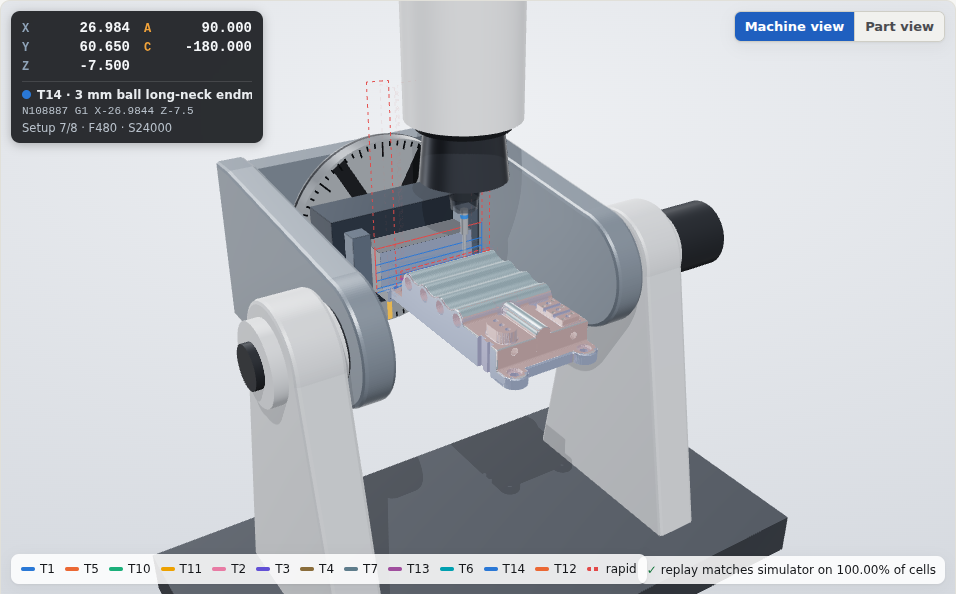 X 26.984 A 90.000
Y 60.650 C -180.000
Z -7.500
T14 · 3 mm ball long-neck endm
N108887 G1 X-26.9844 Z-7.5
Setup 7/8 · F480 · S24000
Machine view Part view
T1 T5 T10 T11 T2 T3 T4 T7 T13 T6 T14 T12 rapid
✓ replay matches simulator on 100.00% of cells